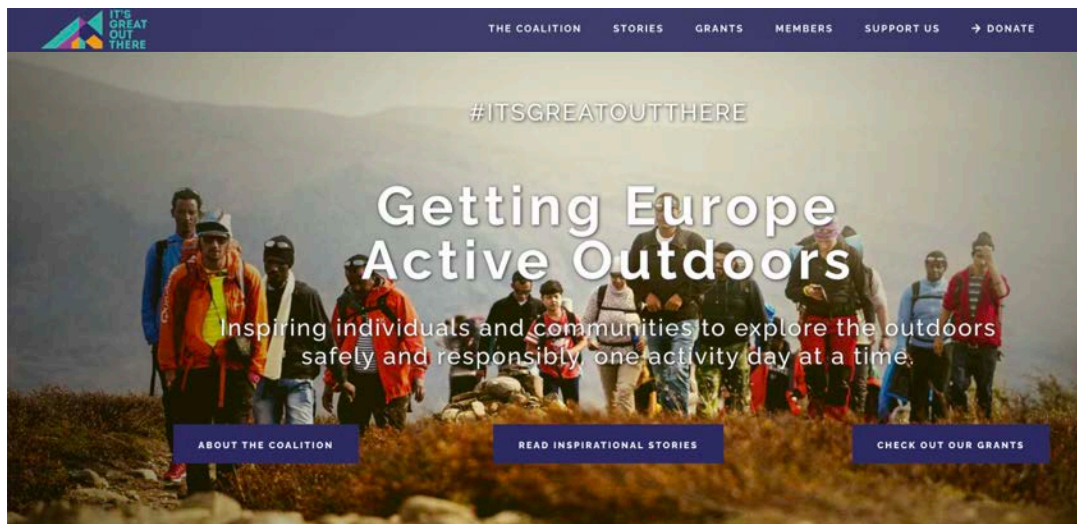 IT'S
GREAT
OUT
THERE
THE COALITION
STORIES
GRANTS
MEMBERS
SUPPORT US
→ DONATE
#ITSGREATOUTTHERE
Getting Europe
Active Outdoors
Inspiring individuals and communities to explore the outdoors
safely and responsibly, one activity day at a time.
ABOUT THE COALITION
READ INSPIRATIONAL STORIES
CHECK OUT OUR GRANTS